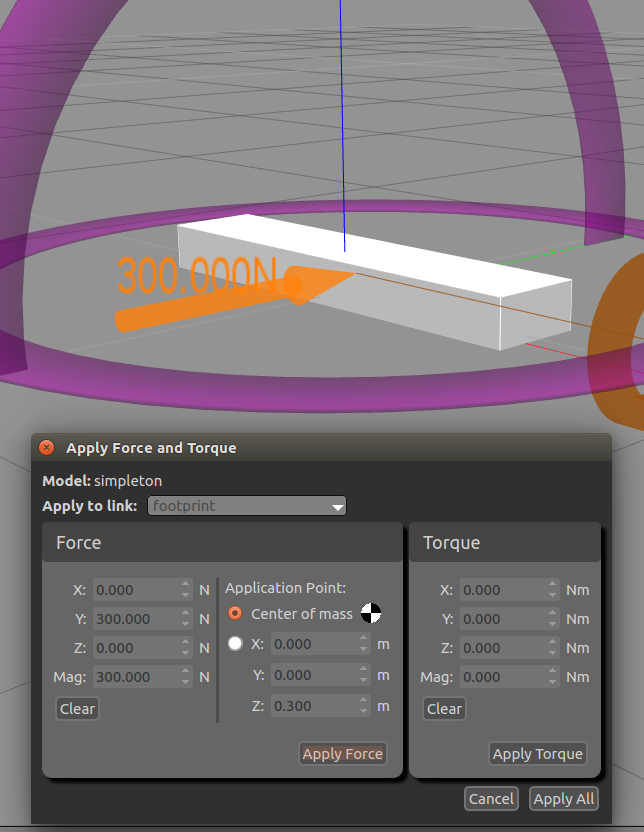 300.000N
Apply Force and Torque
Model: simpleton
Apply to link: footprint
Force
X: 0.000 N
Y: 300.000 N
Z: 0.000 N
Mag: 300.000 N
Clear
Application Point:
Center of mass
X: 0.000 m
Y: 0.000 m
Z: 0.300 m
Apply Force
Torque
X: 0.000 Nm
Y: 0.000 Nm
Z: 0.000 Nm
Mag: 0.000 Nm
Clear
Apply Torque
Cancel
Apply All